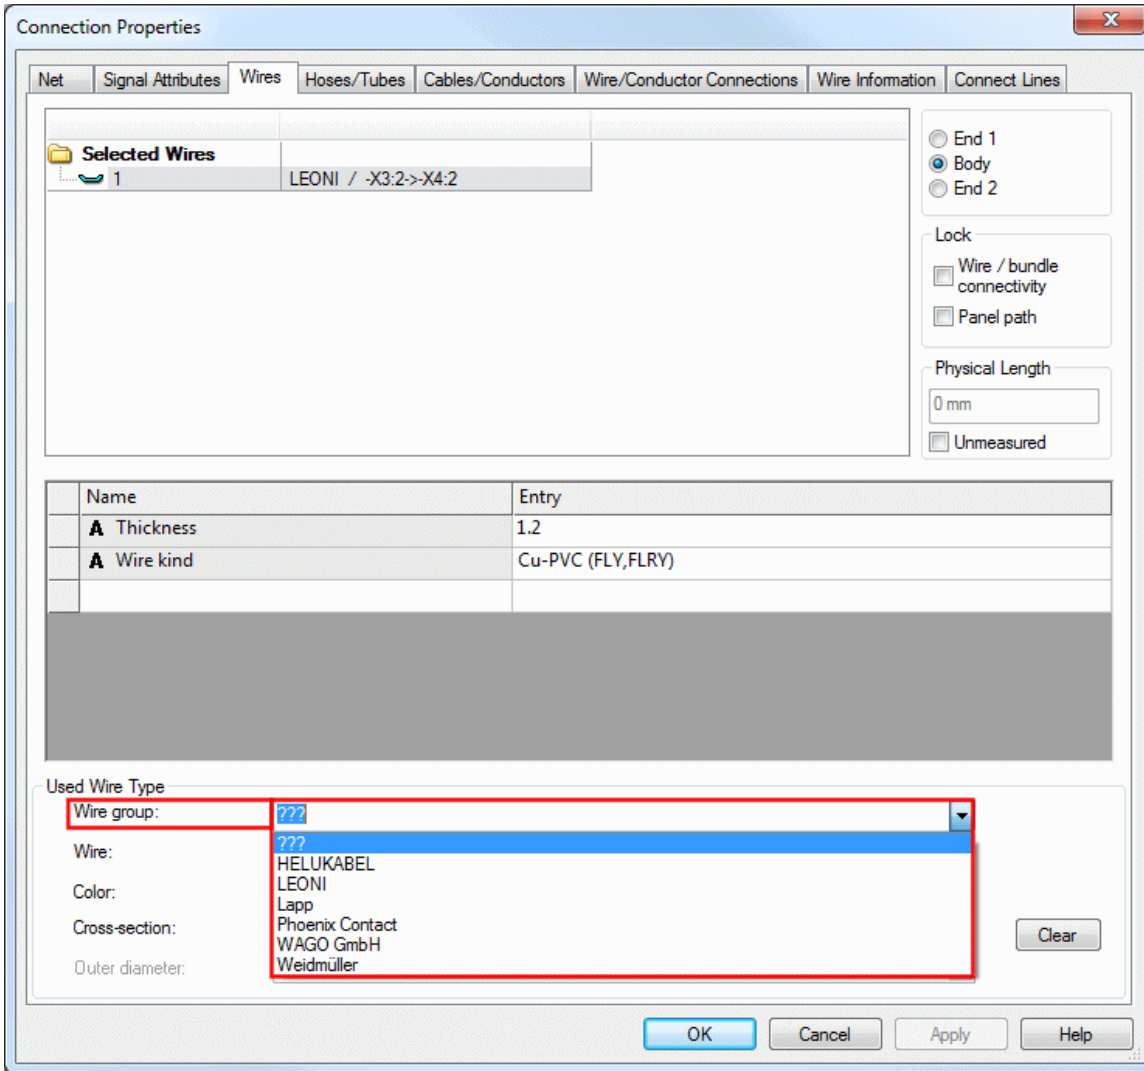 Connection Properties
Net Signal Attributes Wires Hoses/Tubes Cables/Conductors Wire/Conductor Connections Wire Information Connect Lines
Selected Wires
1 LEONI / -X3:2->-X4:2
End 1
Body
End 2
Lock
Wire / bundle
connectivity
Panel path
Physical Length
0 mm
Unmeasured
Name Entry
A Thickness 1.2
A Wire kind Cu-PVC (FLY,FLRY)
Used Wire Type
Wire group: ???
Wire: ???
HELUKABEL
Color: LEONI
Lapp
Cross-section: Phoenix Contact
WAGO GmbH
Outer diameter: Weidmüller
Clear
OK Cancel Apply Help